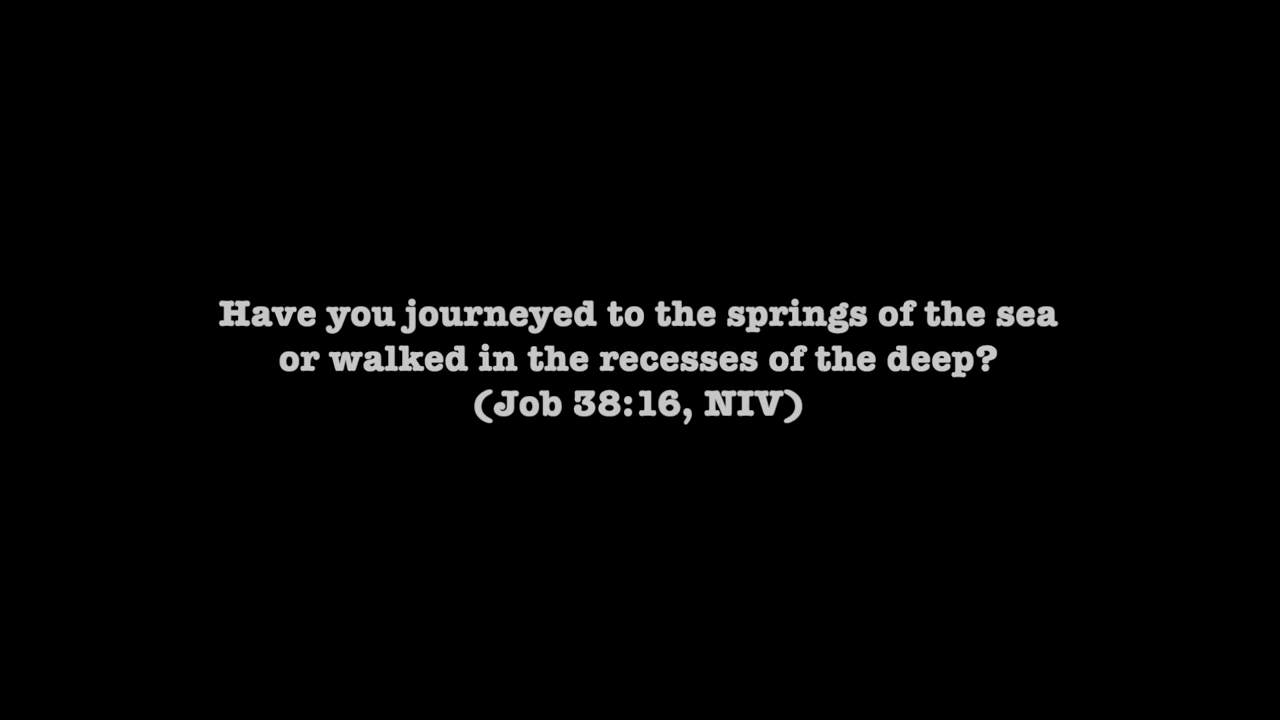 Have you journeyed to the springs of the sea
or walked in the recesses of the deep?
(Job 38:16, NIV)